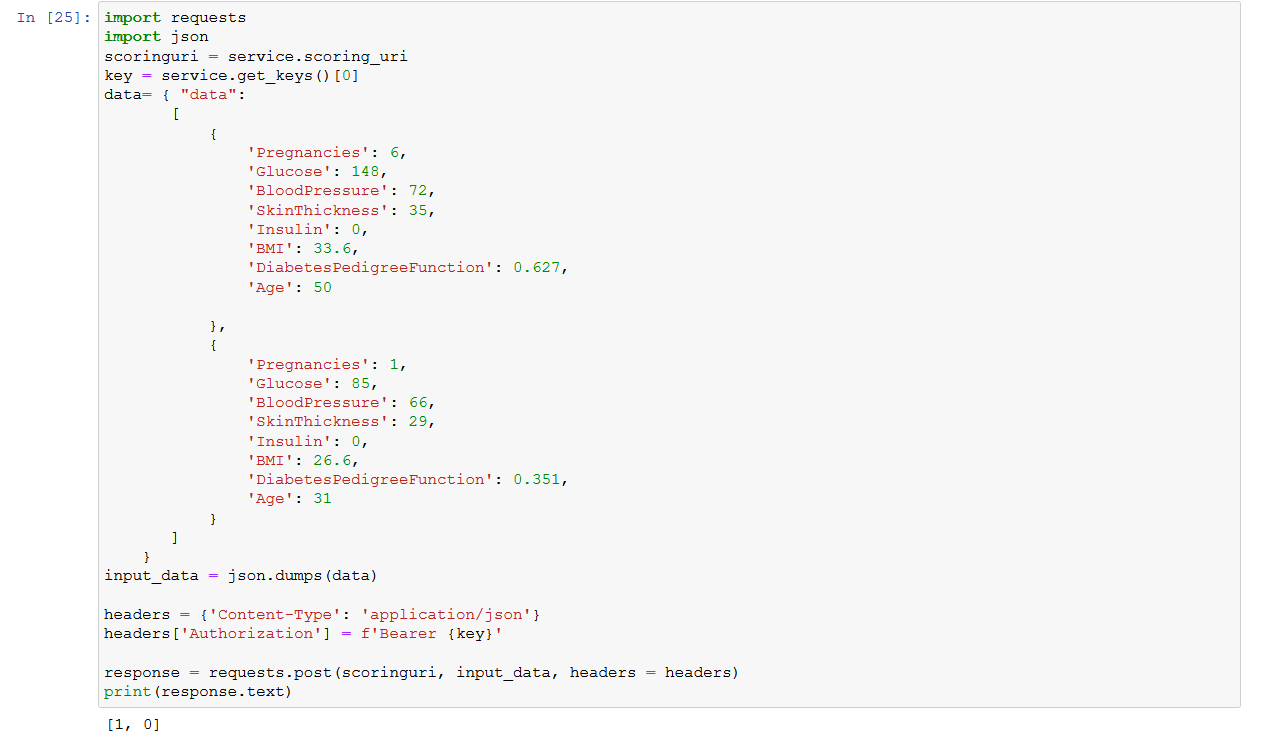 In [25]: import requests
import json
scoringuri = service.scoring_uri
key = service.get_keys()[0]
data= { "data":
[
{
'Pregnancies': 6,
'Glucose': 148,
'BloodPressure': 72,
'SkinThickness': 35,
'Insulin': 0,
'BMI': 33.6,
'DiabetesPedigreeFunction': 0.627,
'Age': 50
},
{
'Pregnancies': 1,
'Glucose': 85,
'BloodPressure': 66,
'SkinThickness': 29,
'Insulin': 0,
'BMI': 26.6,
'DiabetesPedigreeFunction': 0.351,
'Age': 31
}
]
}
input_data = json.dumps(data)
headers = {'Content-Type': 'application/json'}
headers['Authorization'] = f'Bearer {key}'
response = requests.post(scoringuri, input_data, headers = headers)
print(response.text)
[1, 0]